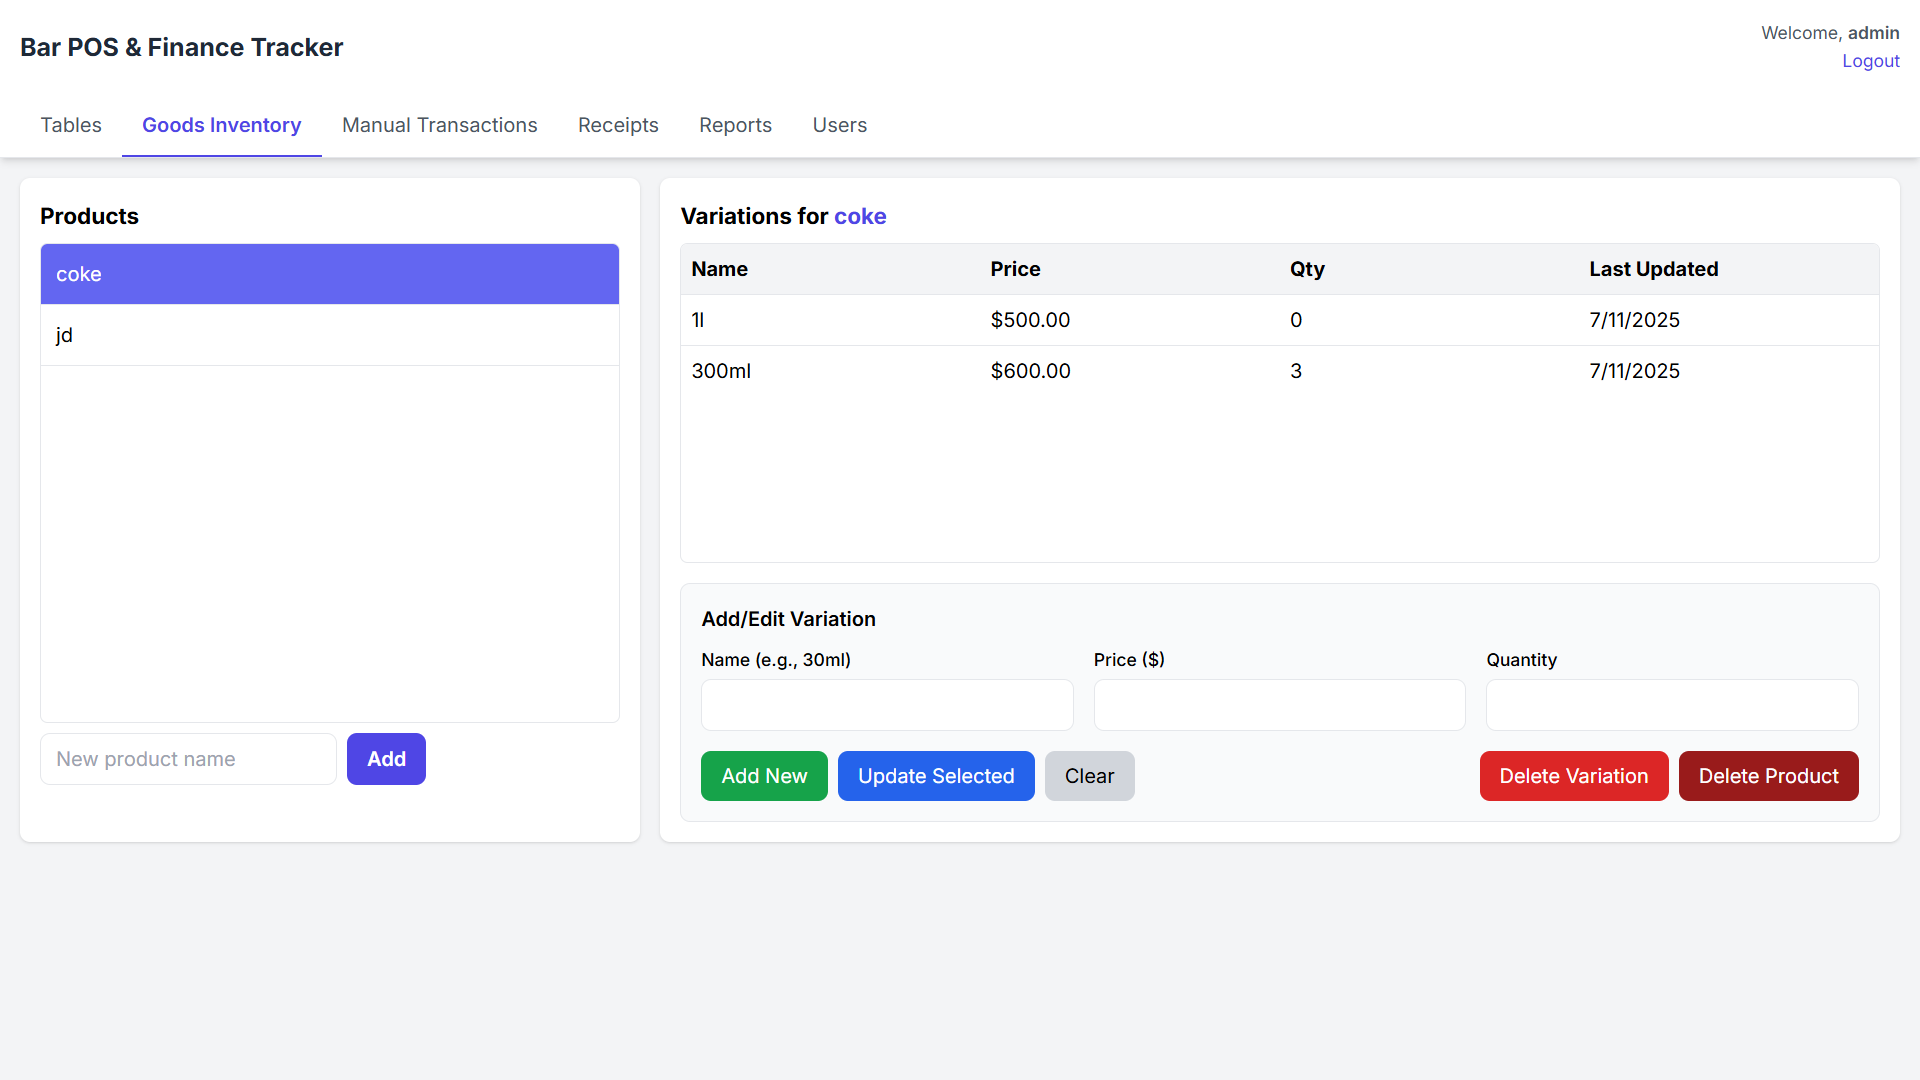 Bar POS & Finance Tracker
Welcome, admin
Logout
Tables Goods Inventory Manual Transactions Receipts Reports Users
Products
coke
jd
New product name Add
Variations for coke
Name Price Qty Last Updated
1l $500.00 0 7/11/2025
300ml $600.00 3 7/11/2025
Add/Edit Variation
Name (e.g., 30ml) Price ($) Quantity
Add New Update Selected Clear Delete Variation Delete Product